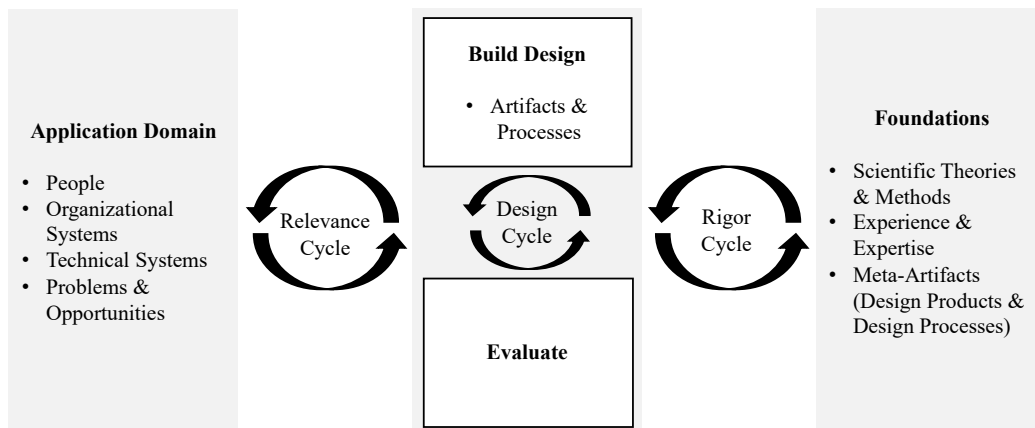 Application Domain
• People
• Organizational
Systems
• Technical Systems
• Problems &
Opportunities
Relevance
Cycle
Build Design
• Artifacts &
Processes
Design
Cycle
Evaluate
Rigor
Cycle
Foundations
• Scientific Theories
& Methods
• Experience &
Expertise
• Meta-Artifacts
(Design Products &
Design Processes)